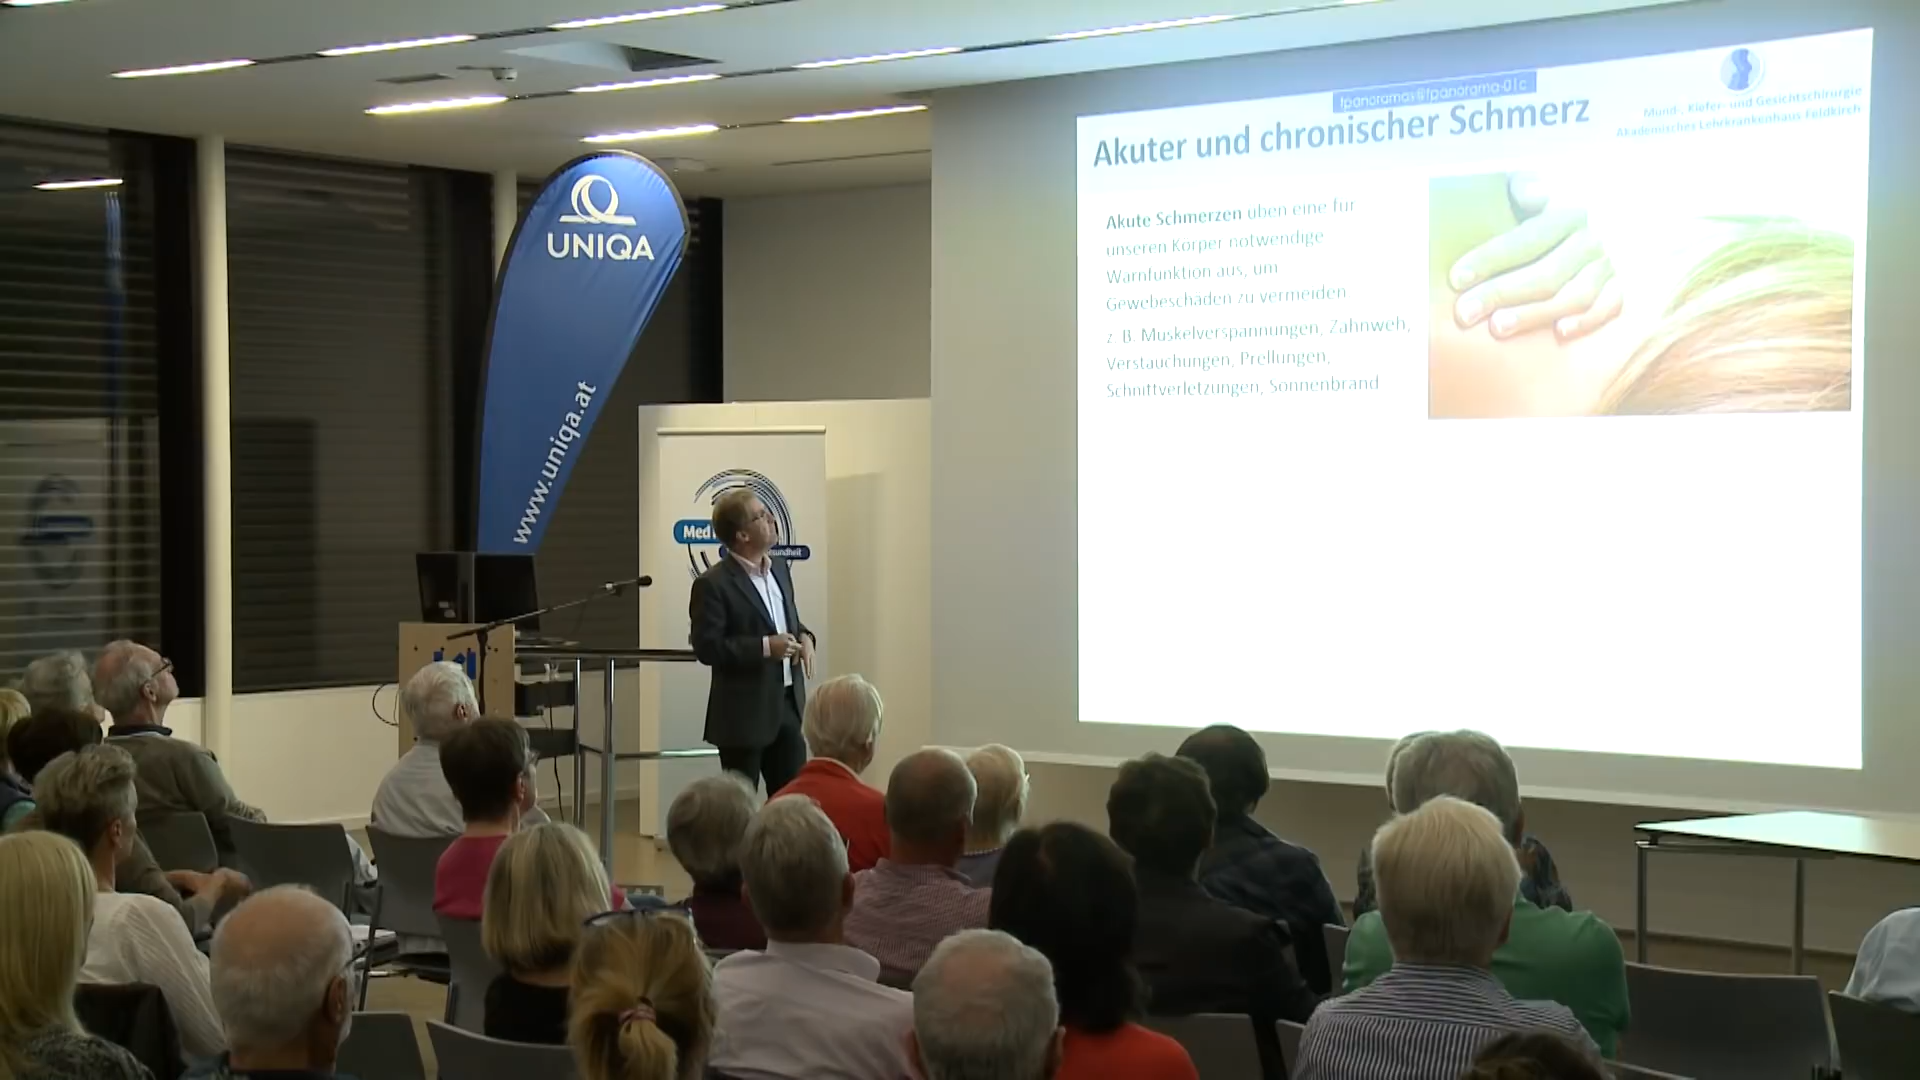 fpanoramas@fpanorama-01c
Akuter und chronischer Schmerz
Mund-, Kiefer- und Gesichtschirurgie
Akademisches Lehrkrankenhaus Feldkirch
Akute Schmerzen üben eine für
unseren Körper notwendige
Warnfunktion aus, um
Gewebeschäden zu vermeiden
z. B. Muskelverspannungen, Zahnweh,
Verstauchungen, Prellungen,
Schnittverletzungen, Sonnenbrand
UNIQA
www.uniqa.at
Med